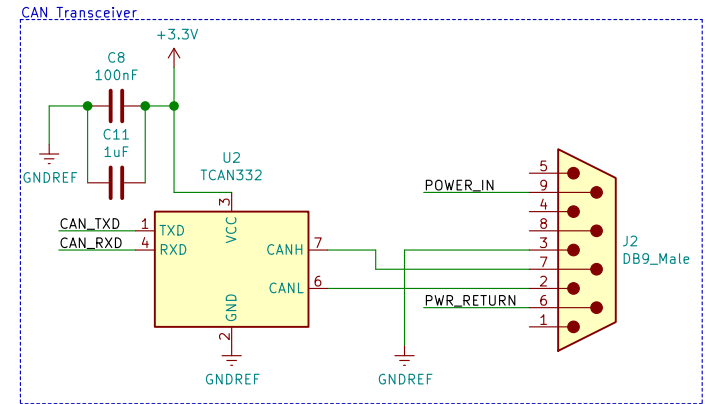 CAN Transceiver
+3.3V
C8
100nF
C11
1uF
GNDREF
U2
TCAN332
3
VCC
CAN_TXD
1
TXD
CAN_RXD
4
RXD
CANH
7
CANL
6
GND
2
GNDREF
GNDREF
POWER_IN
PWR_RETURN
5
9
4
8
3
7
2
6
1
J2
DB9_Male